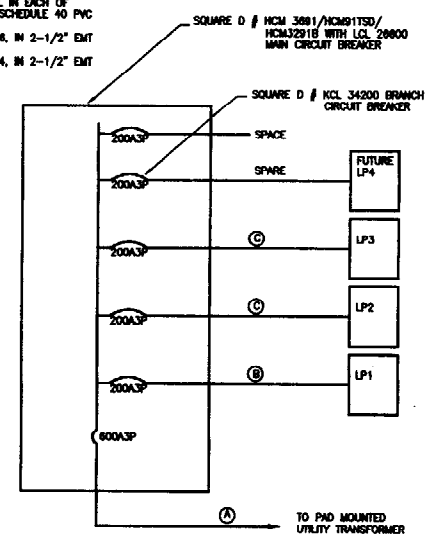 IN EACH OF
SCHEDULE 40 PVC
IN 2-1/2" EMT
4, IN 2-1/2" EMT
SQUARE D # HCM 3691/HCM91TSD/
HCM3291B WITH LCL 26600
MAIN CIRCUIT BREAKER
SQUARE D # KCL 34200 BRANCH
CIRCUIT BREAKER
200A3P
SPACE
200A3P
SPARE
FUTURE
LP4
200A3P
C
LP3
200A3P
C
LP2
200A3P
B
LP1
600A3P
A
TO PAD MOUNTED
UTILITY TRANSFORMER